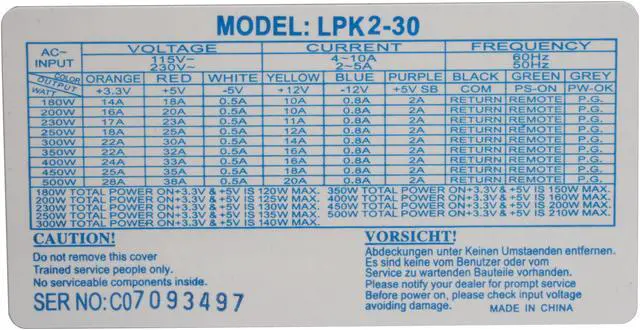 MODEL: LPK2-30
AC~ INPUT VOLTAGE CURRENT FREQUENCY
115V~ 4~10A 60Hz
230V~ 2~5A 50Hz
COLOR OUTPUT WATT ORANGE RED WHITE YELLOW BLUE PURPLE BLACK GREEN GREY
+3.3V +5V -5V +12V -12V +5V SB COM PS-ON PW-OK
180W 14A 18A 0.5A 10A 0.8A 2A RETURN REMOTE P.G.
200W 16A 20A 0.5A 10A 0.8A 2A RETURN REMOTE P.G.
230W 17A 23A 0.5A 11A 0.8A 2A RETURN REMOTE P.G.
250W 18A 25A 0.5A 12A 0.8A 2A RETURN REMOTE P.G.
300W 22A 30A 0.5A 14A 0.8A 2A RETURN REMOTE P.G.
350W 22A 32A 0.5A 16A 0.8A 2A RETURN REMOTE P.G.
400W 24A 33A 0.5A 16A 0.8A 2A RETURN REMOTE P.G.
450W 25A 35A 0.5A 18A 0.8A 2A RETURN REMOTE P.G.
500W 28A 38A 0.5A 20A 0.8A 2A RETURN REMOTE P.G.
180W TOTAL POWER ON+3.3V & +5V IS 120W MAX. 350W TOTAL POWER ON+3.3V & +5V IS 150W MAX.
200W TOTAL POWER ON+3.3V & +5V IS 125W MAX. 400W TOTAL POWER ON+3.3V & +5V IS 160W MAX.
230W TOTAL POWER ON+3.3V & +5V IS 130W MAX. 450W TOTAL POWER ON+3.3V & +5V IS 200W MAX.
250W TOTAL POWER ON+3.3V & +5V IS 135W MAX. 500W TOTAL POWER ON+3.3V & +5V IS 210W MAX.
300W TOTAL POWER ON+3.3V & +5V IS 140W MAX.
CAUTION!
Do not remove this cover
Trained service people only.
No serviceable components inside.
SER NO: C07093497
VORSICHT!
Abdeckungen unter Keinen Umstaenden entfernen.
Es sind keine vom Benutzer oder vom
Service zu wartenden Bauteile vorhanden.
Please notify your dealer for prompt service
Before power on, please check input voltage
avoiding damage. MADE IN CHINA